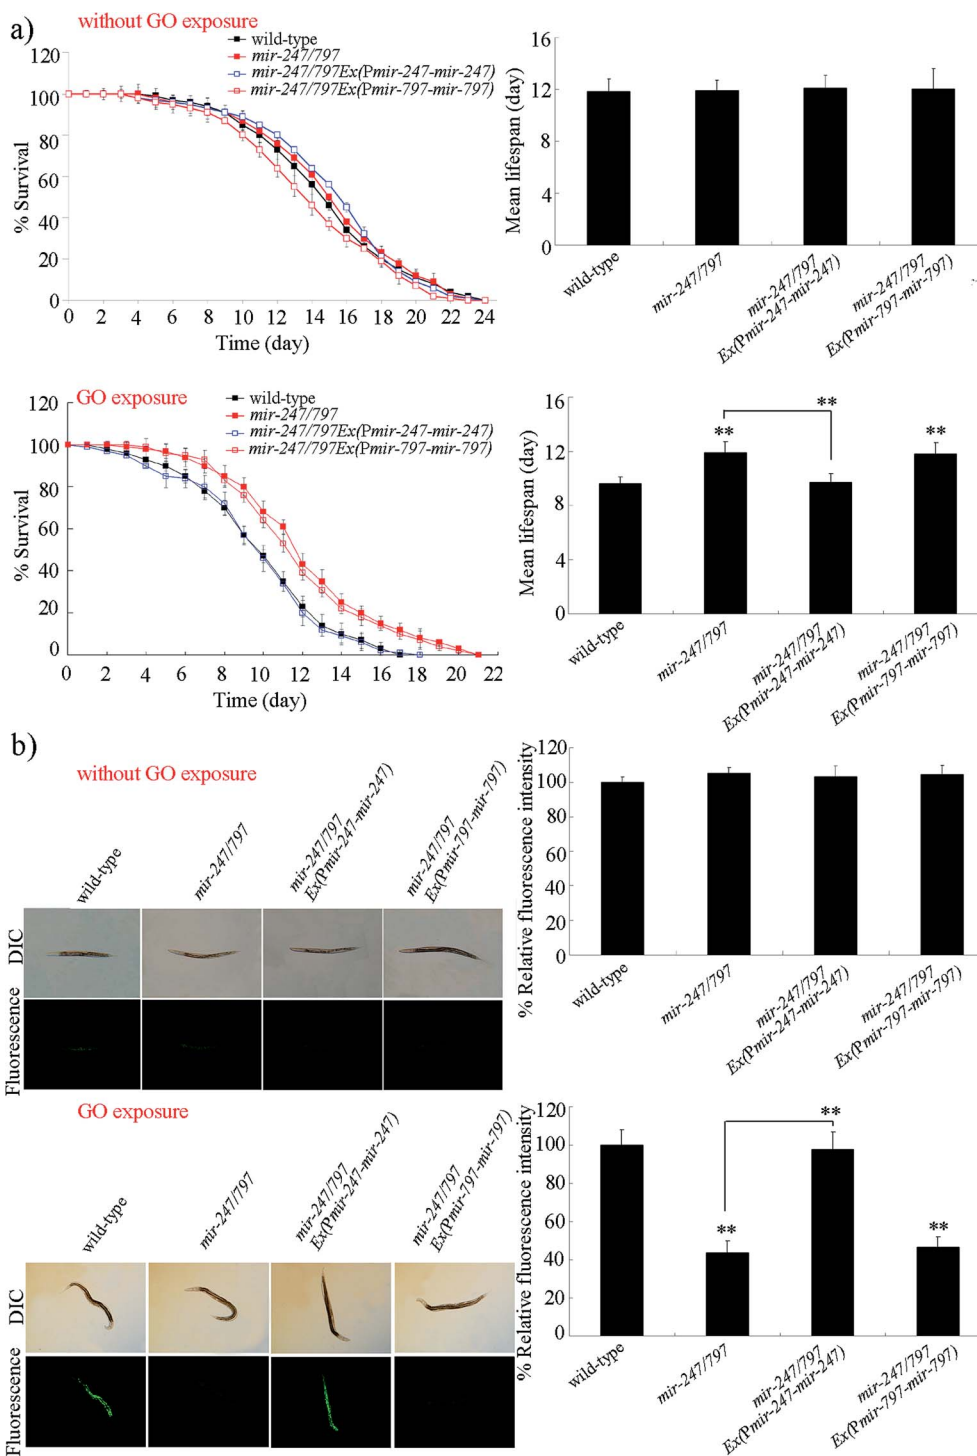 a)
without GO exposure
wild-type
mir-247/797
mir-247/797Ex(Pmir-247-mir-247)
mir-247/797Ex(Pmir-797-mir-797)
120
100
80
60
40
20
0
% Survival
0 2 4 6 8 10 12 14 16 18 20 22 24
Time (day)
16
12
8
4
0
Mean lifespan (day)
wild-type
mir-247/797
mir-247/797
Ex(Pmir-247-mir-247)
mir-247/797
Ex(Pmir-797-mir-797)
GO exposure
wild-type
mir-247/797
mir-247/797Ex(Pmir-247-mir-247)
mir-247/797Ex(Pmir-797-mir-797)
120
100
80
60
40
20
0
% Survival
0 2 4 6 8 10 12 14 16 18 20 22
Time (day)
16
12
8
4
0
Mean lifespan (day)
**
**
**
wild-type
mir-247/797
mir-247/797
Ex(Pmir-247-mir-247)
mir-247/797
Ex(Pmir-797-mir-797)
b)
without GO exposure
wild-type
mir-247/797
mir-247/797
Ex(Pmir-247-mir-247)
mir-247/797
Ex(Pmir-797-mir-797)
DIC
Fluorescence
120
100
80
60
40
20
0
% Relative fluorescence intensity
wild-type
mir-247/797
mir-247/797
Ex(Pmir-247-mir-247)
mir-247/797
Ex(Pmir-797-mir-797)
GO exposure
wild-type
mir-247/797
mir-247/797
Ex(Pmir-247-mir-247)
mir-247/797
Ex(Pmir-797-mir-797)
DIC
Fluorescence
120
100
80
60
40
20
0
% Relative fluorescence intensity
**
**
**
wild-type
mir-247/797
mir-247/797
Ex(Pmir-247-mir-247)
mir-247/797
Ex(Pmir-797-mir-797)